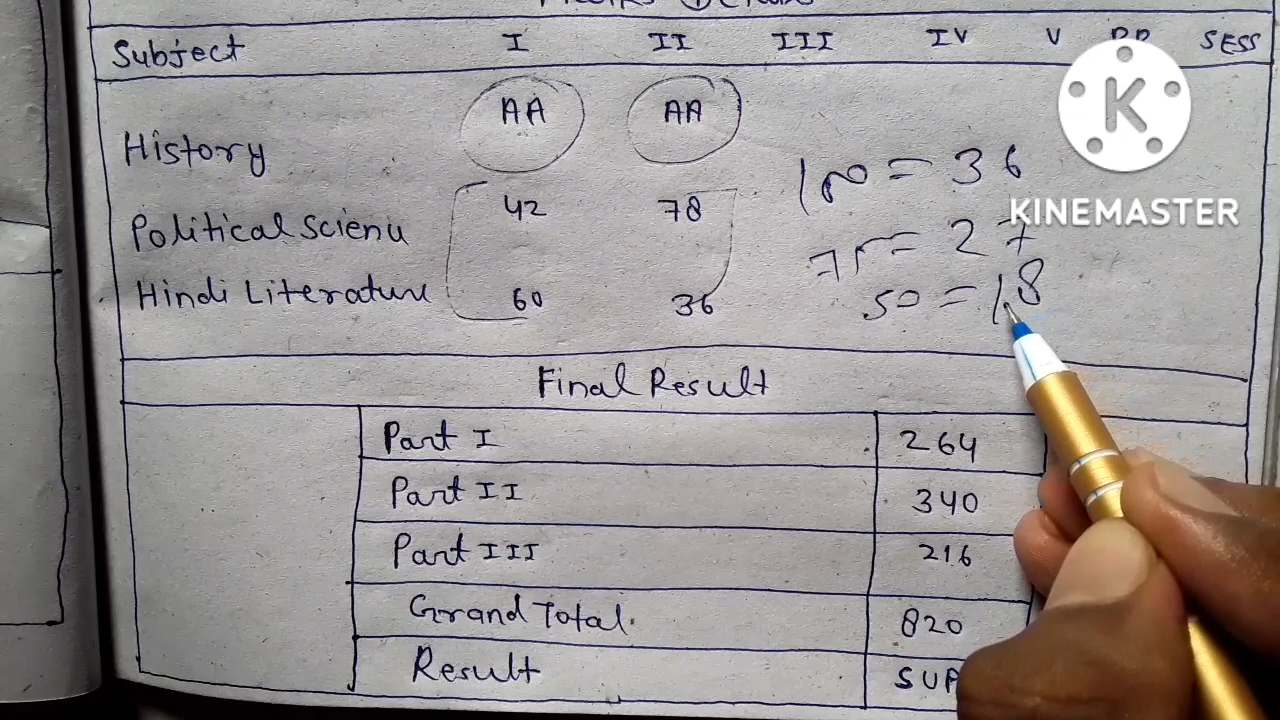 Subject I II III IV V PP SESS
K
KINEMASTER
History AA AA
100 = 36
Political Scienu 42 78
75 = 27
Hindi Literature 60 36
50 = 18
Final Result
Part I 264
Part II 340
Part III 216
Grand Total 820
Result SUP